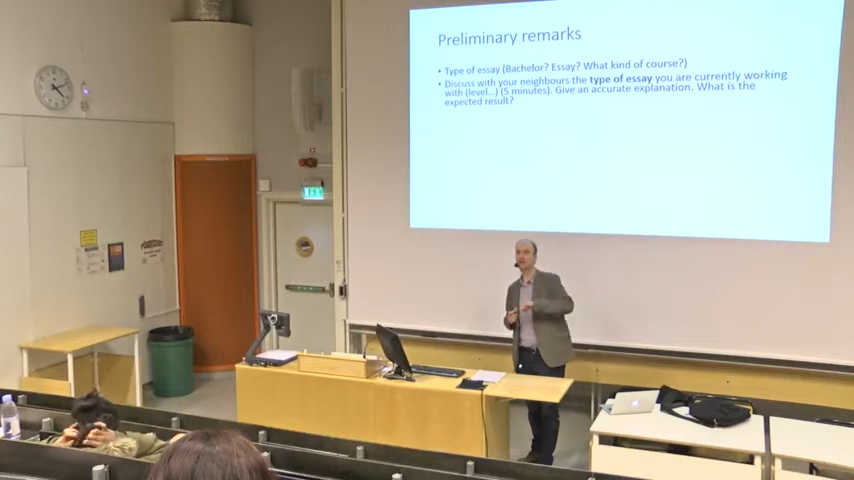 Preliminary remarks
• Type of essay (Bachelor? Essay? What kind of course?)
• Discuss with your neighbours the type of essay you are currently working
with (level...) (5 minutes). Give an accurate explanation. What is the
expected result?